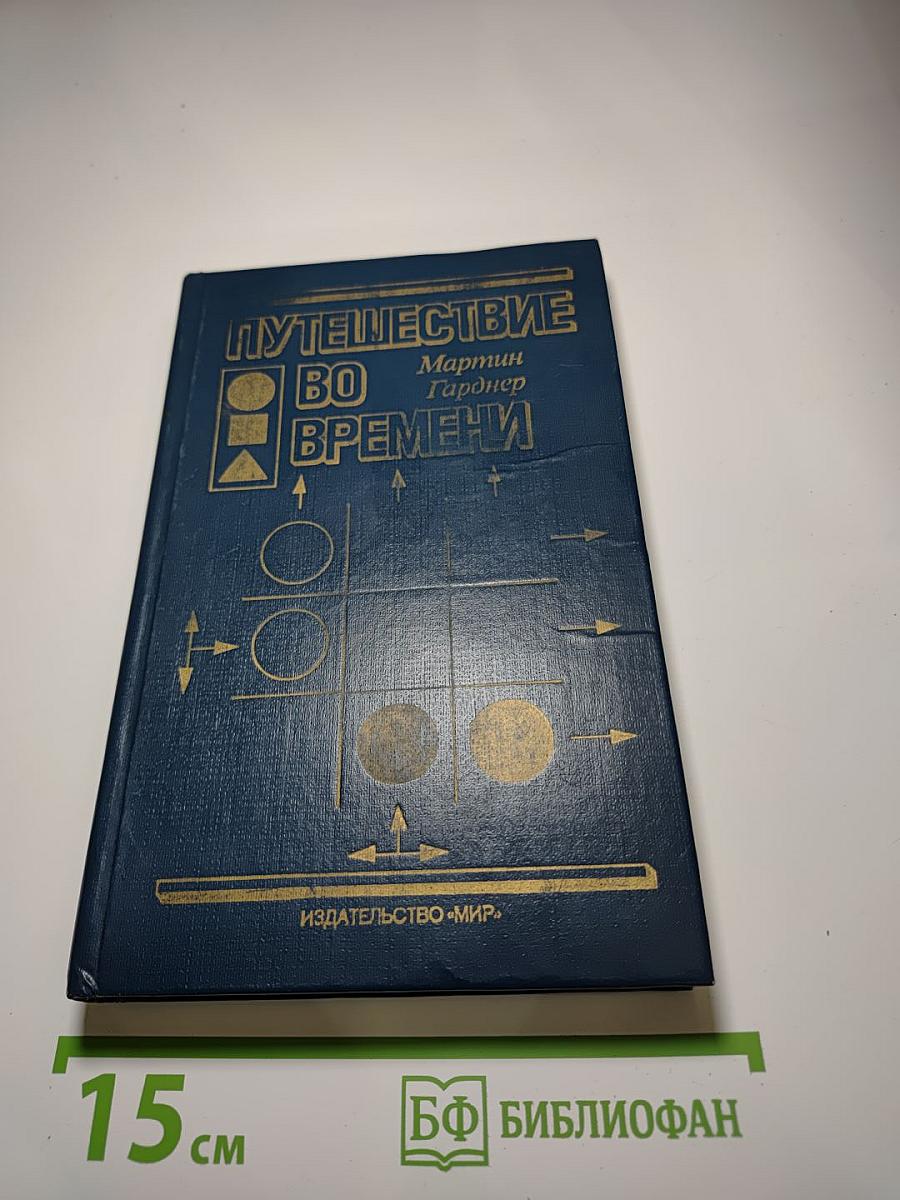 ПУТЕШЕСТВИЕ
Мартин
Гарднер
ВО
ВРЕМЕНИ
ИЗДАТЕЛЬСТВО «МИР»
15 см
БФ БИБЛИОФАН